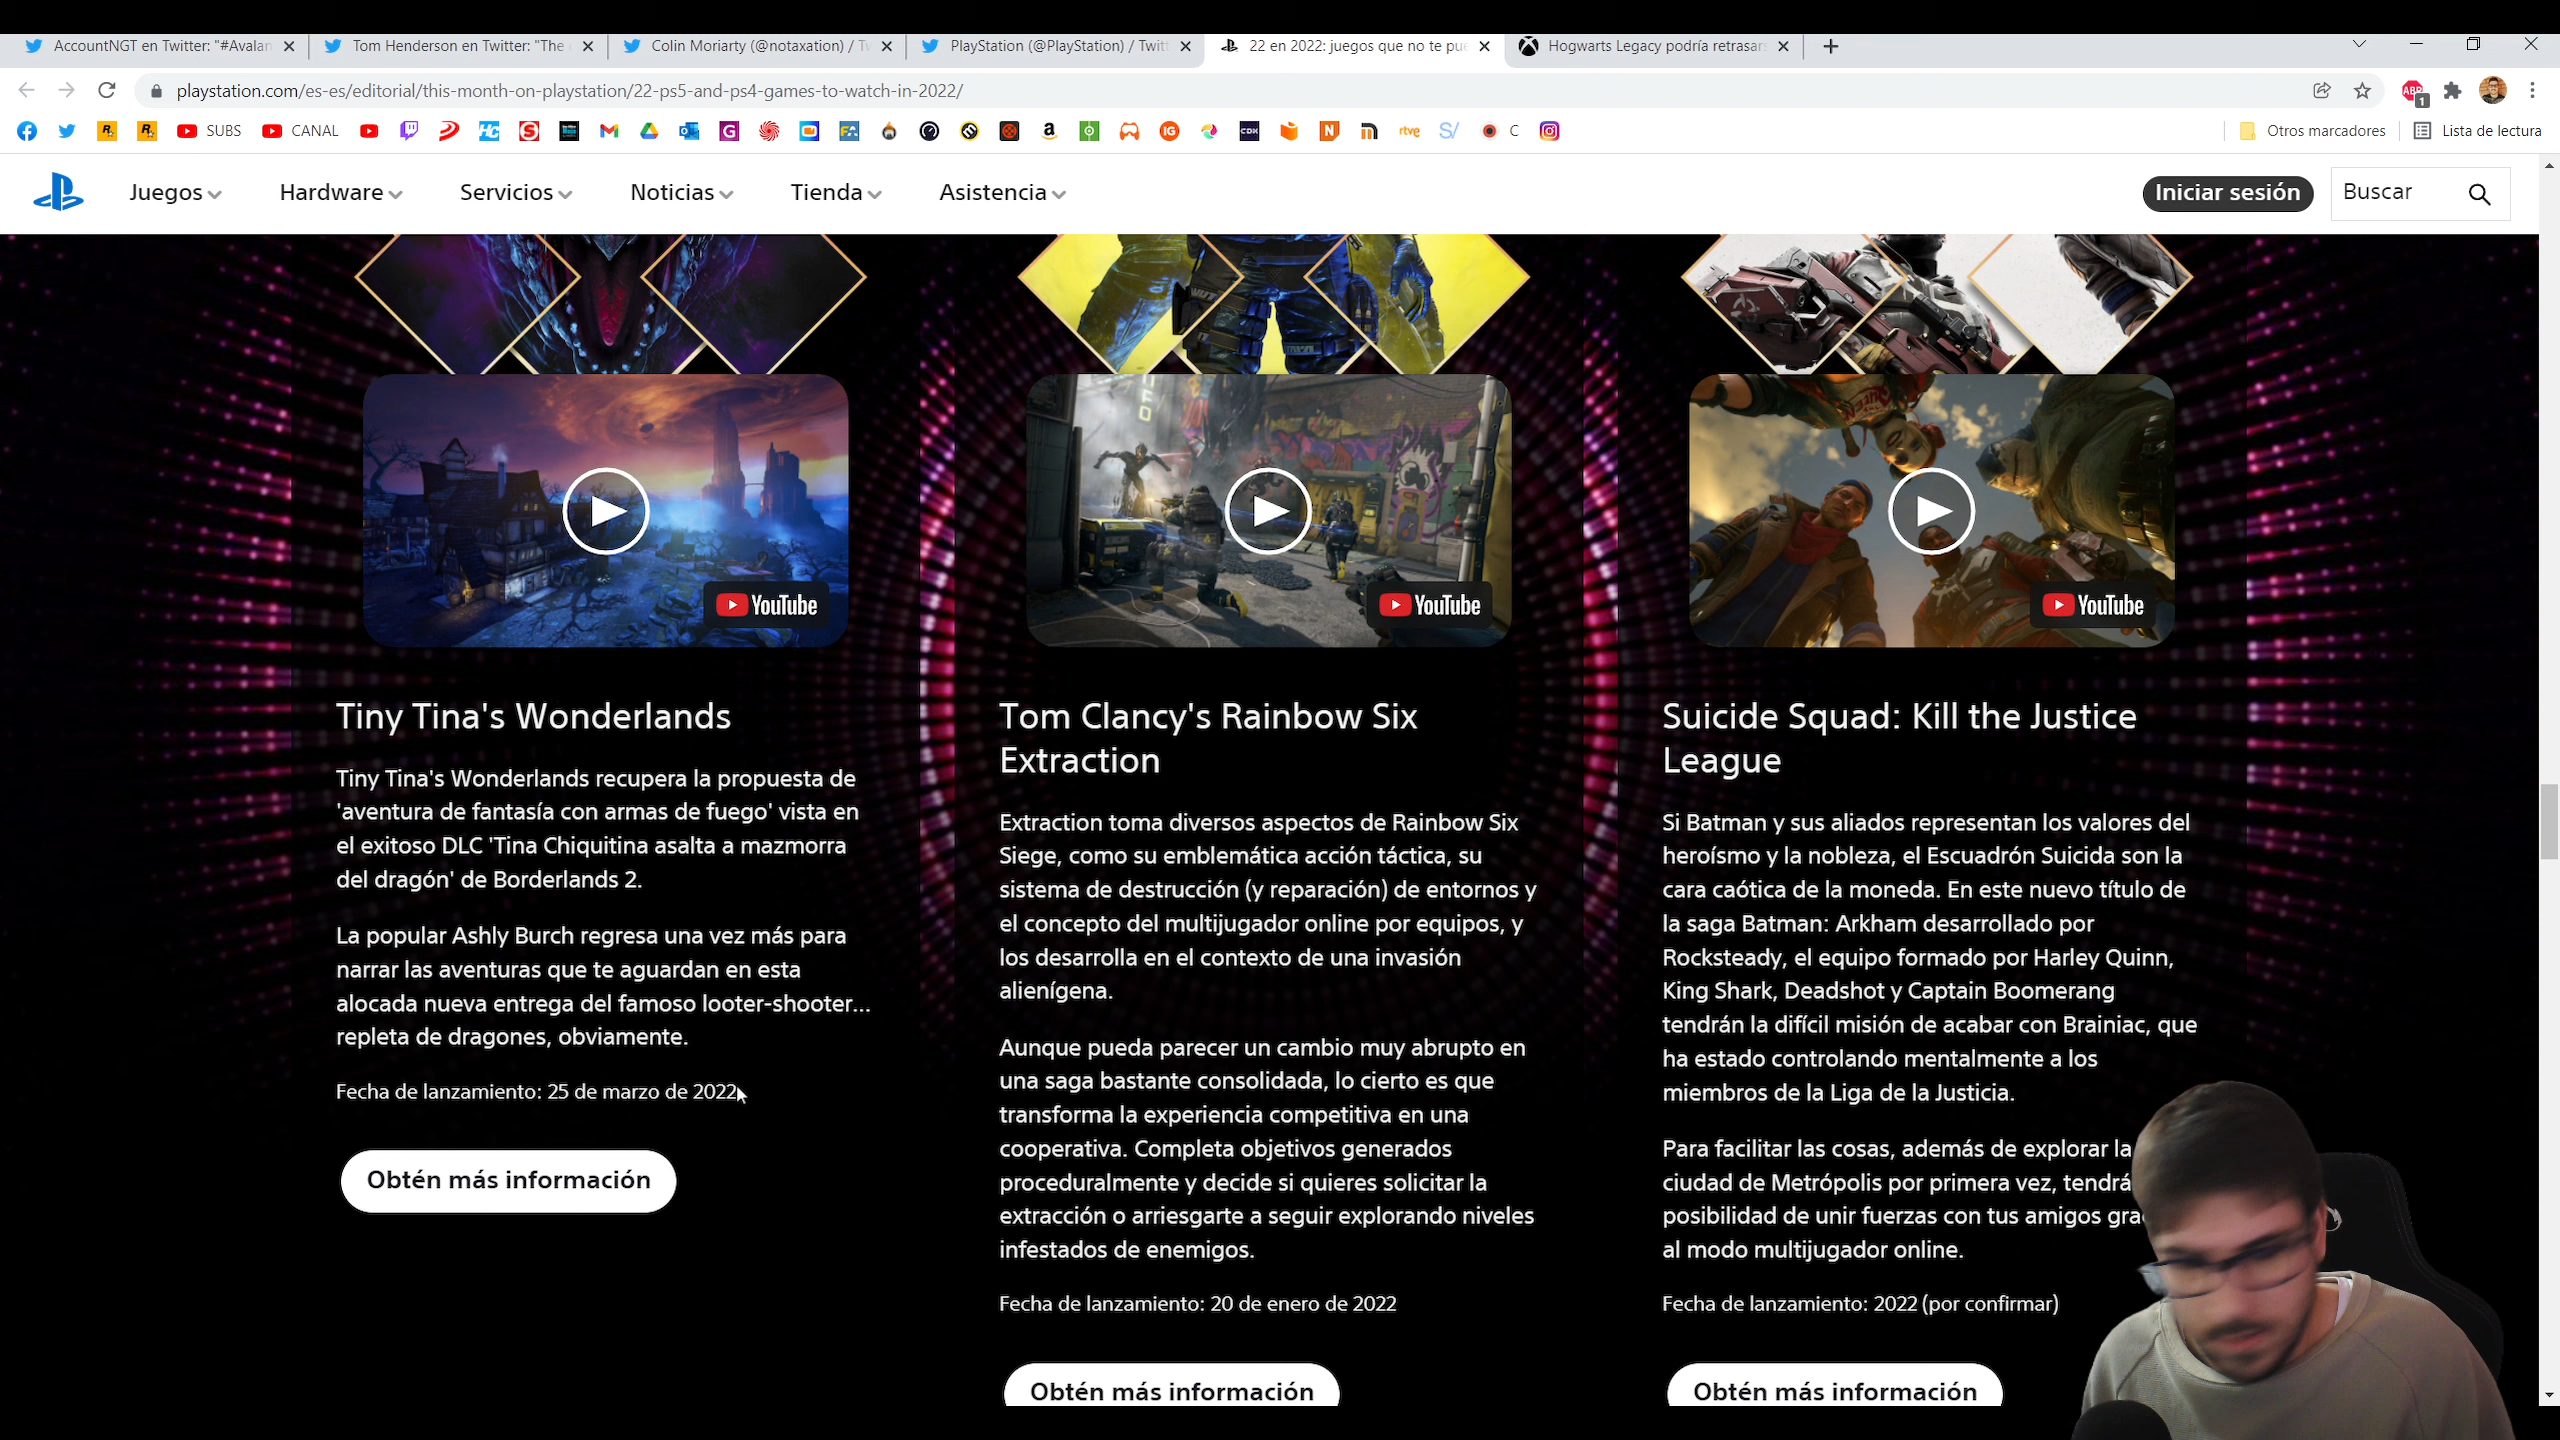 AccountNGT en Twitter: "#Avalan
Tom Henderson en Twitter: "The
Colin Moriarty (@notaxation) / Tw
PlayStation (@PlayStation) / Twitt
22 en 2022: juegos que no te pue
Hogwarts Legacy podría retrasars
playstation.com/es-es/editorial/this-month-on-playstation/22-ps5-and-ps4-games-to-watch-in-2022/
ABP
1
SUBS
CANAL
CDK
rtve
C
Otros marcadores
Lista de lectura
Juegos
Hardware
Servicios
Noticias
Tienda
Asistencia
Iniciar sesión
Buscar
YouTube
YouTube
YouTube
Tiny Tina's Wonderlands
Tiny Tina's Wonderlands recupera la propuesta de
'aventura de fantasía con armas de fuego' vista en
el exitoso DLC 'Tina Chiquitina asalta a mazmorra
del dragón' de Borderlands 2.
La popular Ashly Burch regresa una vez más para
narrar las aventuras que te aguardan en esta
alocada nueva entrega del famoso looter-shooter...
repleta de dragones, obviamente.
Fecha de lanzamiento: 25 de marzo de 2022
Obtén más información
Tom Clancy's Rainbow Six
Extraction
Extraction toma diversos aspectos de Rainbow Six
Siege, como su emblemática acción táctica, su
sistema de destrucción (y reparación) de entornos y
el concepto del multijugador online por equipos, y
los desarrolla en el contexto de una invasión
alienígena.
Aunque pueda parecer un cambio muy abrupto en
una saga bastante consolidada, lo cierto es que
transforma la experiencia competitiva en una
cooperativa. Completa objetivos generados
proceduralmente y decide si quieres solicitar la
extracción o arriesgarte a seguir explorando niveles
infestados de enemigos.
Fecha de lanzamiento: 20 de enero de 2022
Obtén más información
Suicide Squad: Kill the Justice
League
Si Batman y sus aliados representan los valores del
heroísmo y la nobleza, el Escuadrón Suicida son la
cara caótica de la moneda. En este nuevo título de
la saga Batman: Arkham desarrollado por
Rocksteady, el equipo formado por Harley Quinn,
King Shark, Deadshot y Captain Boomerang
tendrán la difícil misión de acabar con Brainiac, que
ha estado controlando mentalmente a los
miembros de la Liga de la Justicia.
Para facilitar las cosas, además de explorar la
ciudad de Metrópolis por primera vez, tendrá
posibilidad de unir fuerzas con tus amigos gra
al modo multijugador online.
Fecha de lanzamiento: 2022 (por confirmar)
Obtén más información